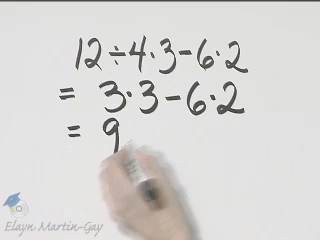 12 ÷ 4 · 3 - 6 · 2
= 3 · 3 - 6 · 2
= 9
Elayn Martin-Gay